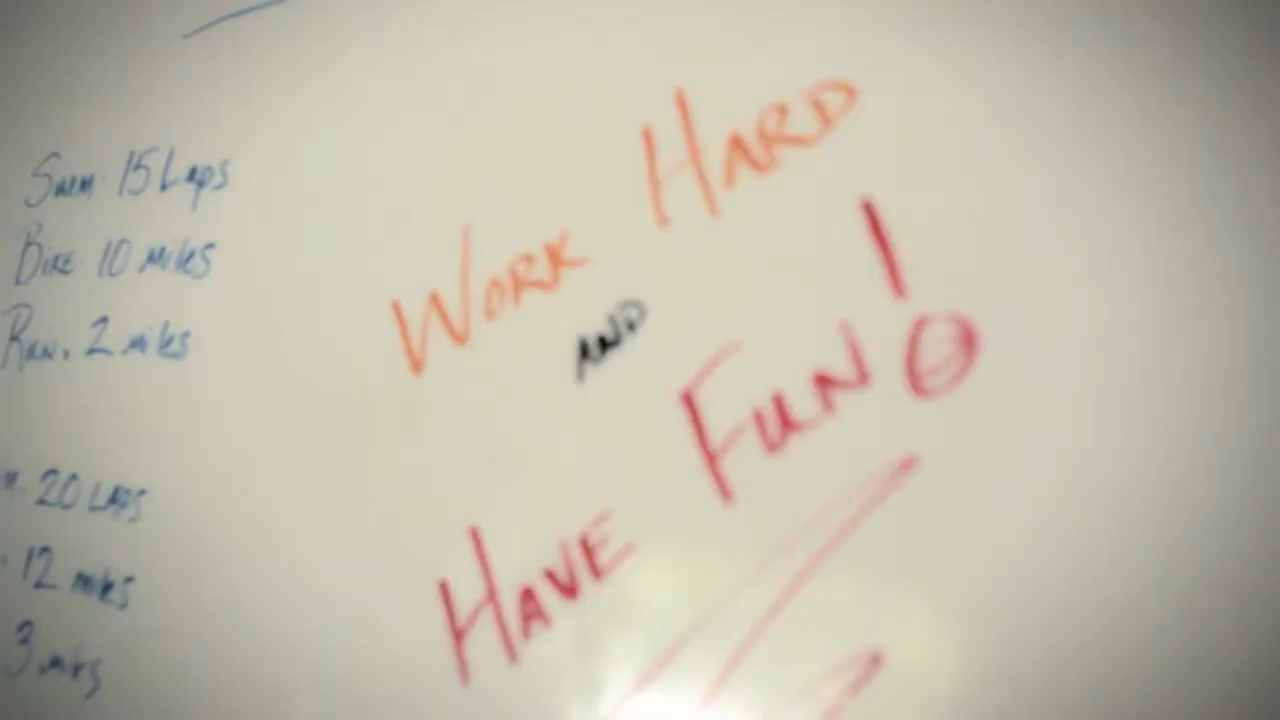 Swim 15 Laps
Bike 10 miles
Run. 2 miles
20 LAPS
12 miles
3 miles
WORK HARD
AND
HAVE FUN!